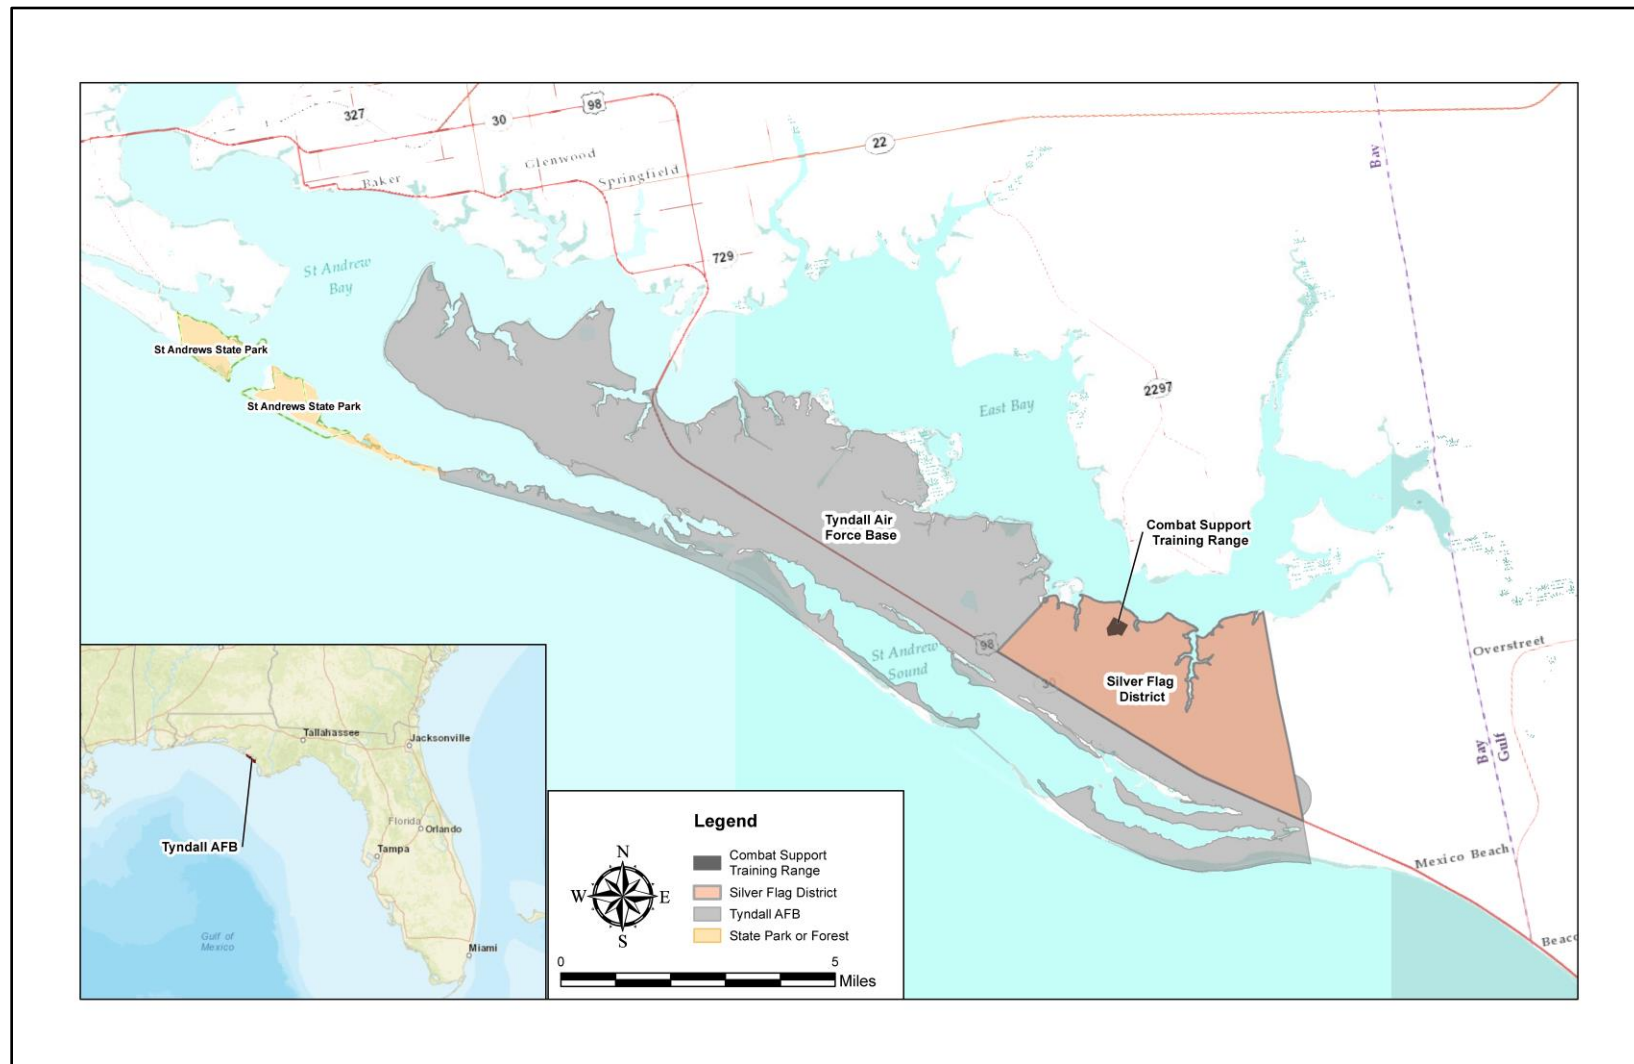 327
30
98
22
Bay
Glenwood
Springfield
Baker
729
St Andrew
Bay
St Andrews State Park
St Andrews State Park
2297
East Bay
Tyndall Air
Force Base
Combat Support
Training Range
98
30
St Andrew
Sound
Silver Flag
District
Overstreet
Bay
Gulf
Mexico Beach
Beaco
Tallahassee
Jacksonville
Florida
Orlando
Tampa
Tyndall AFB
Gulf of
Mexico
Miami
Legend
N
W
E
S
Combat Support
Training Range
Silver Flag District
Tyndall AFB
State Park or Forest
0
5
Miles